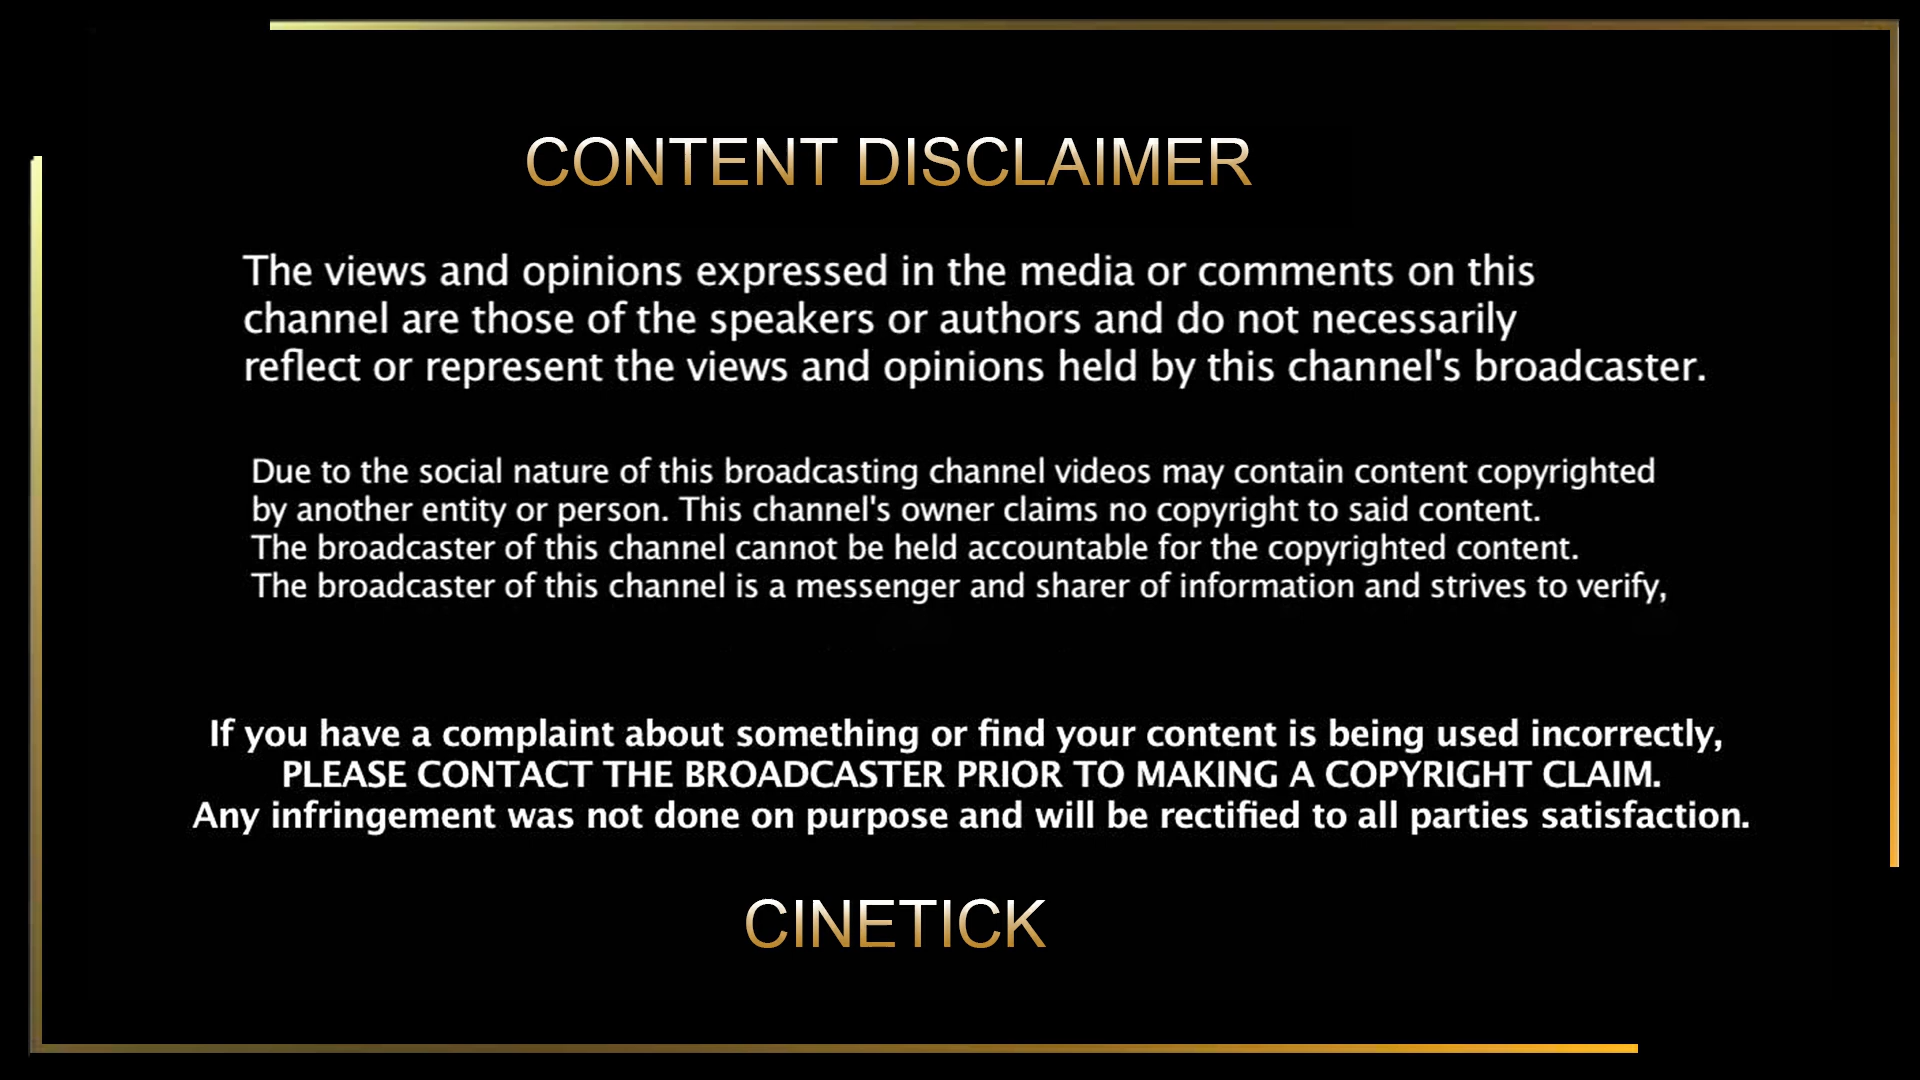 CONTENT DISCLAIMER
The views and opinions expressed in the media or comments on this
channel are those of the speakers or authors and do not necessarily
reflect or represent the views and opinions held by this channel's broadcaster.
Due to the social nature of this broadcasting channel videos may contain content copyrighted
by another entity or person. This channel's owner claims no copyright to said content.
The broadcaster of this channel cannot be held accountable for the copyrighted content.
The broadcaster of this channel is a messenger and sharer of information and strives to verify,
If you have a complaint about something or find your content is being used incorrectly,
PLEASE CONTACT THE BROADCASTER PRIOR TO MAKING A COPYRIGHT CLAIM.
Any infringement was not done on purpose and will be rectified to all parties satisfaction.
CINETICK